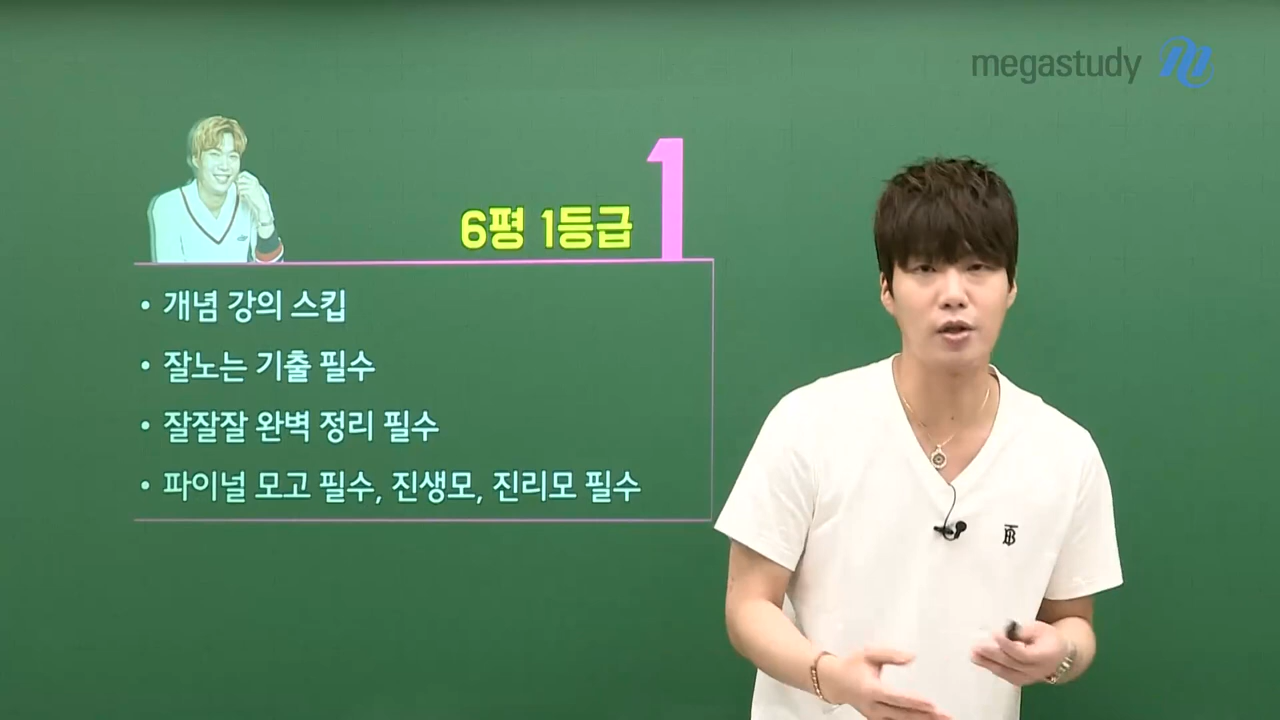 megastudy
6평 1등급 1
• 개념 강의 스킵
• 잘노는 기출 필수
• 잘잘잘 완벽 정리 필수
• 파이널 모고 필수, 진생모, 진리모 필수